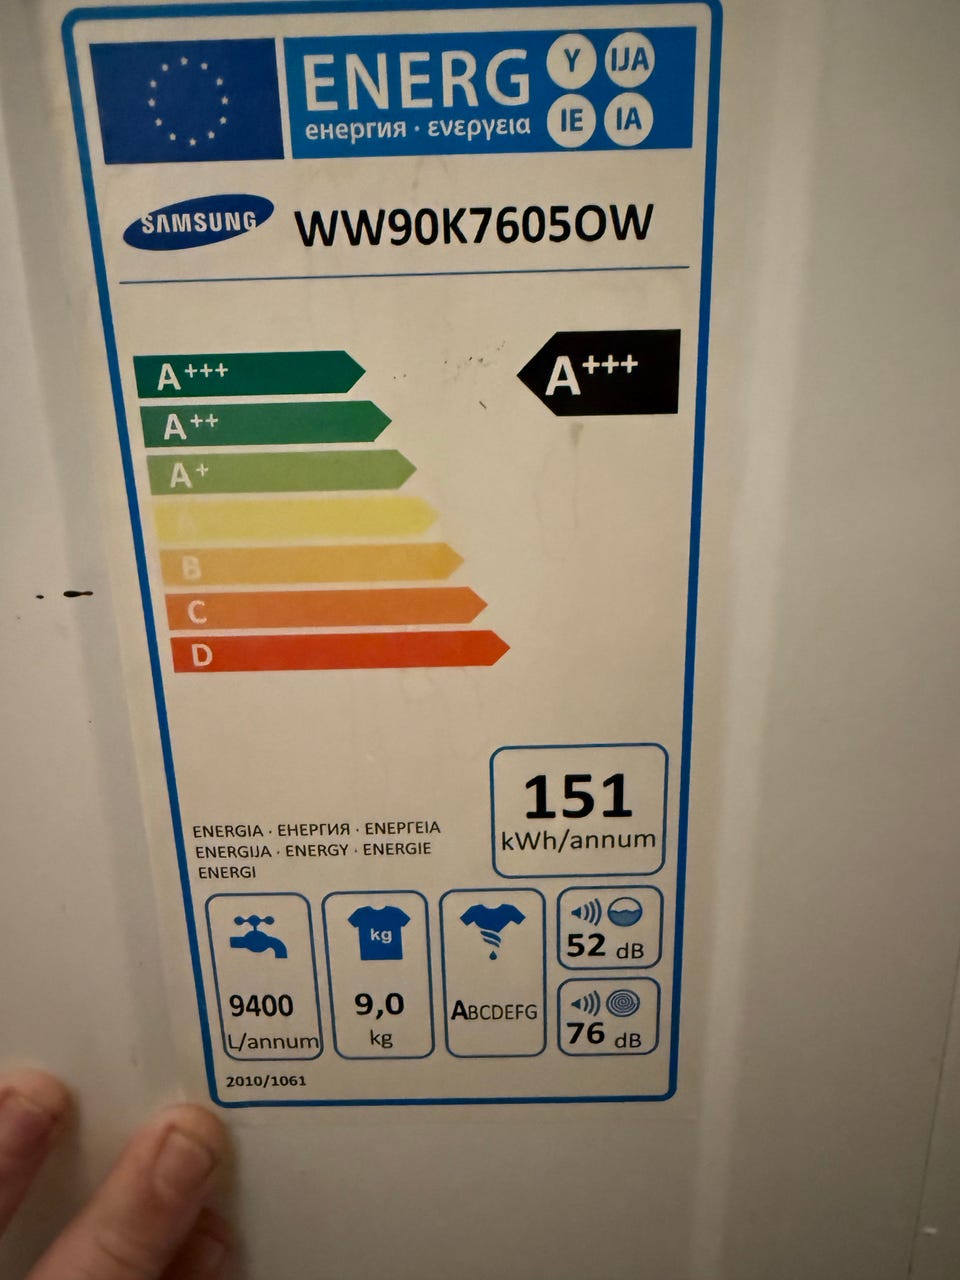 ENERG Y IJA
енергия · ενεργεια IE IA
SAMSUNG WW90K7605OW
A+++ A+++
A++
A+
A
B
C
D
151
kWh/annum
ENERGIA · ЕНЕРГИЯ · ΕΝΕΡΓΕΙΑ
ENERGIJA · ENERGY · ENERGIE
ENERGI
kg
52 dB
9400
L/annum
9,0
kg
ABCDEFG
76 dB
2010/1061